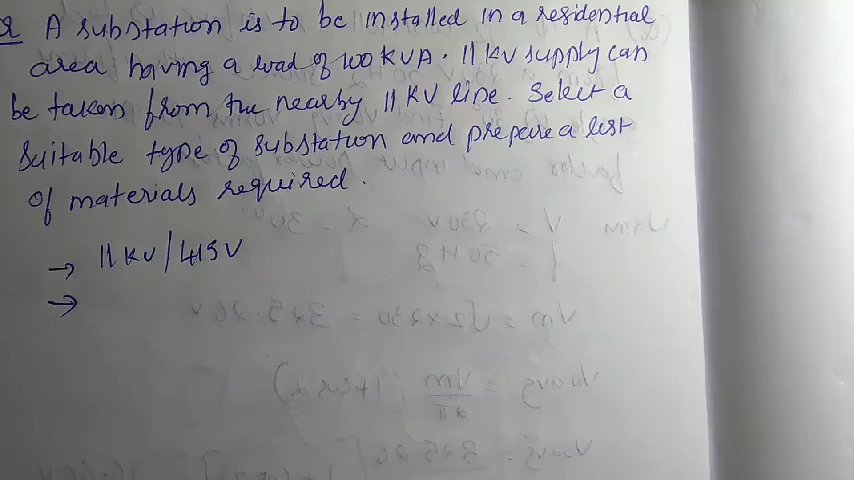 Q A substation is to be installed in a residential
area having a load of 100 KVA. 11 KV supply can
be taken from the nearby 11 KV line. Select a
suitable type of substation and prepare a list
of materials required.
→ 11 KV/415V
→